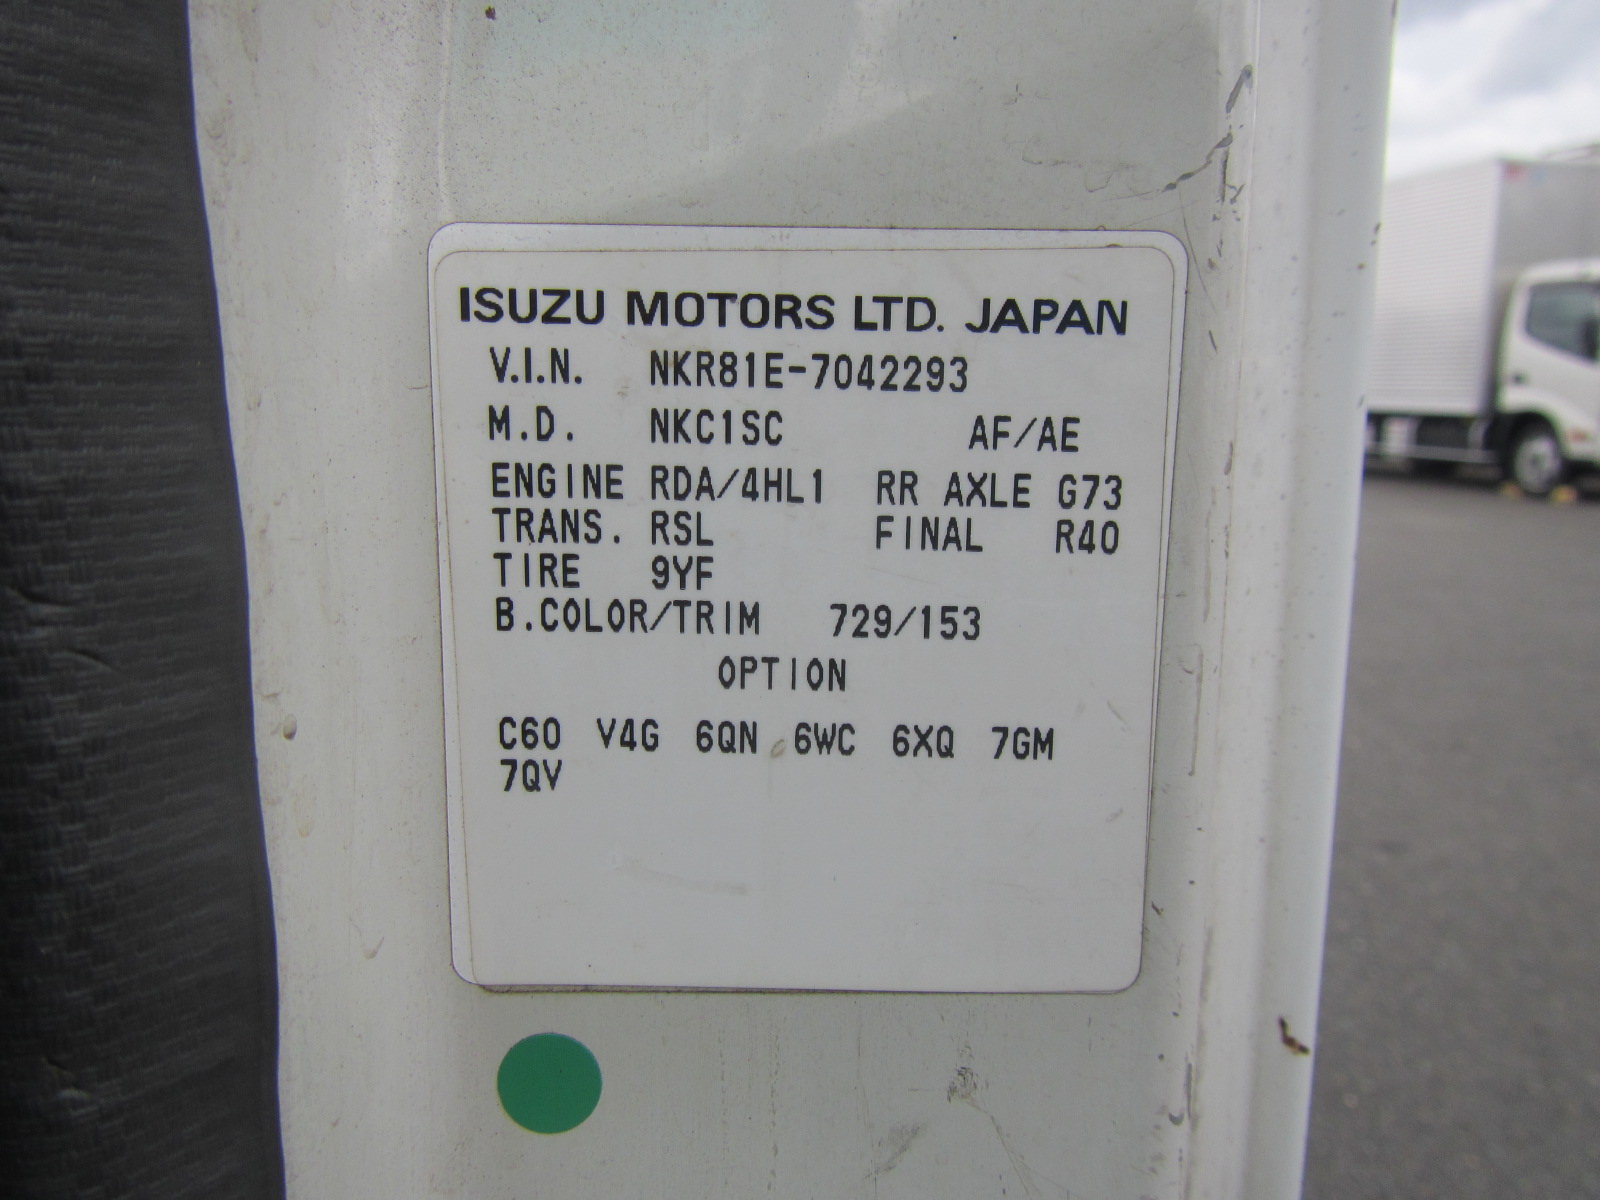 ISUZU MOTORS LTD. JAPAN
V.I.N. NKR81E-7042293
M.D. NKC1SC AF/AE
ENGINE RDA/4HL1 RR AXLE G73
TRANS. RSL FINAL R40
TIRE 9YF
B.COLOR/TRIM 729/153
OPTION
C60 V4G 6QN 6WC 6XQ 7GM
7QV